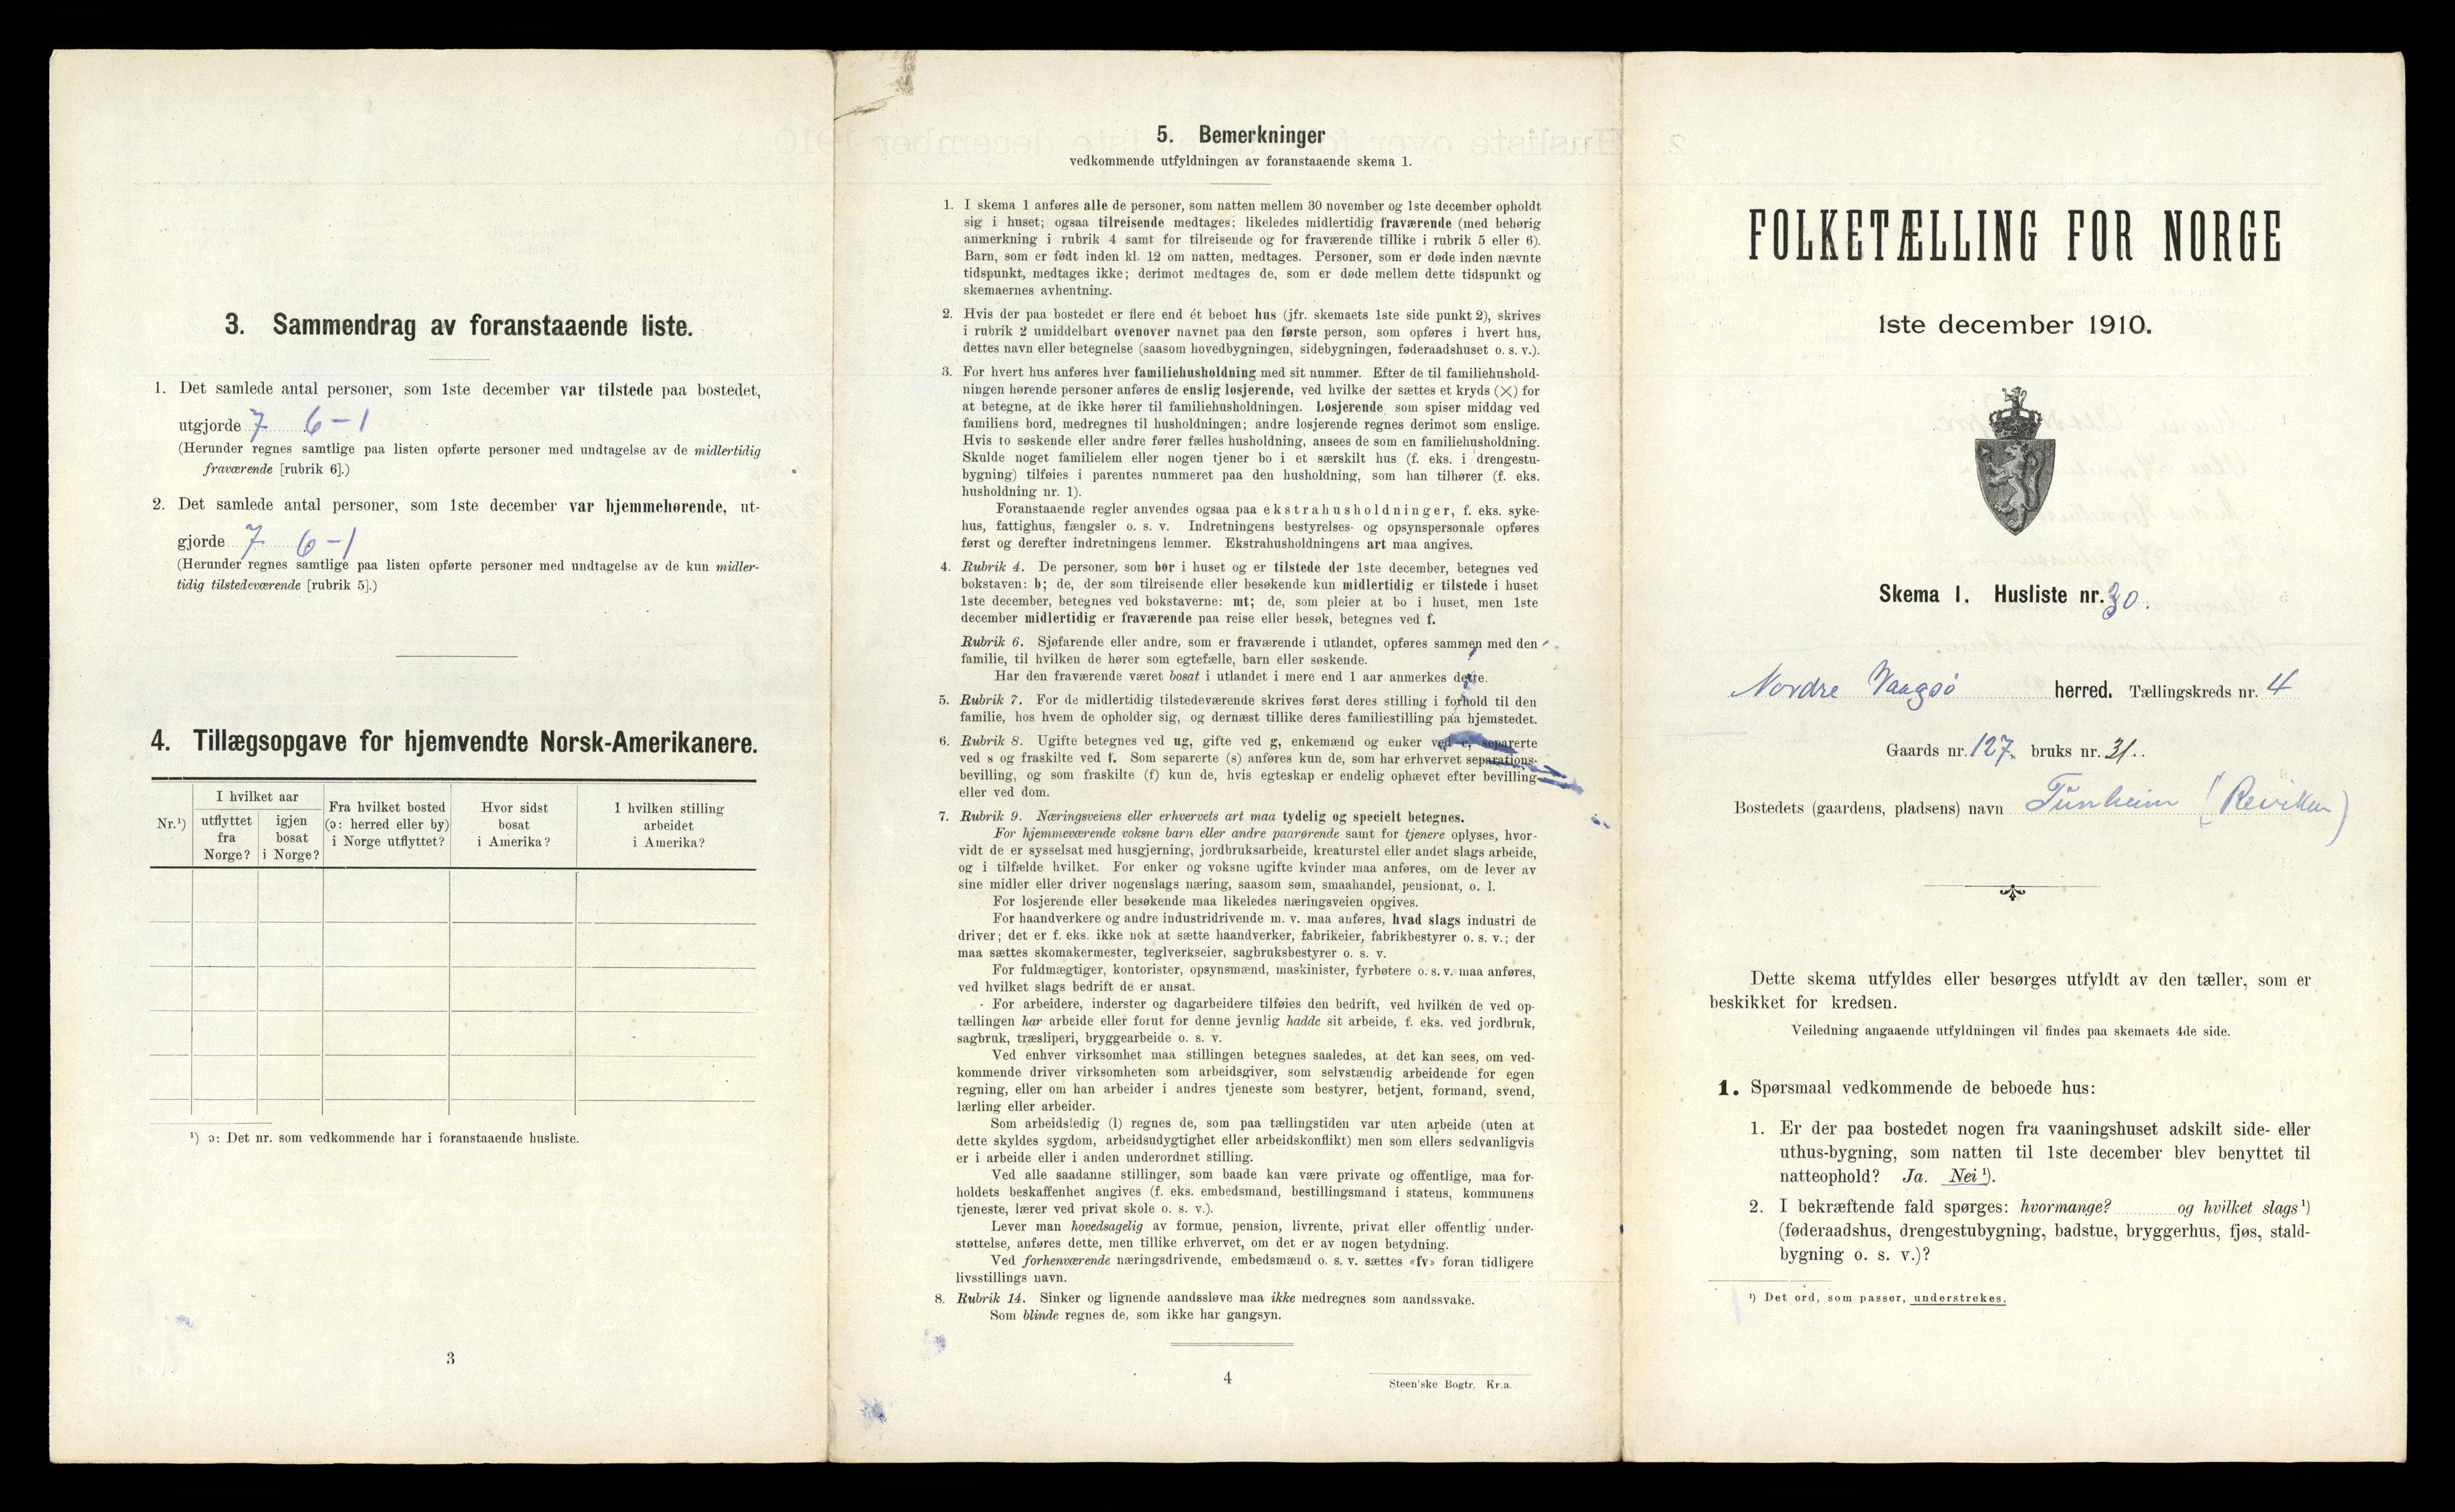 3. Sammendrag av foranstaaende liste.
1. Det samlede antal personer, som 1ste december var tilstede paa bostedet,
utgjorde 7 6-1
(Herunder regnes samtlige paa listen opførte personer med undtagelse av de midlertidig
fraværende [rubrik 6].)
2. Det samlede antal personer, som 1ste december var hjemmehørende, ut-
gjorde 7 6-1
(Herunder regnes samtlige paa listen opførte personer med undtagelse av de kun midler-
tidig tilstedeværende [rubrik 5].)
4. Tillægsopgave for hjemvendte Norsk-Amerikanere.
Nr.¹)
I hvilket aar
utflyttet
fra
Norge?
igjen
bosat
i Norge?
Fra hvilket bosted
(ɔ: herred eller by)
i Norge utflyttet?
Hvor sidst
bosat
i Amerika?
I hvilken stilling
arbeidet
i Amerika?
¹) ɔ: Det nr. som vedkommende har i foranstaaende husliste.
3
5. Bemerkninger
vedkommende utfyldningen av foranstaaende skema 1.
1. I skema 1 anføres alle de personer, som natten mellem 30 november og 1ste december opholdt
sig i huset; ogsaa tilreisende medtages; likeledes midlertidig fraværende (med behørig
anmerkning i rubrik 4 samt for tilreisende og for fraværende tillike i rubrik 5 eller 6).
Barn, som er født inden kl. 12 om natten, medtages. Personer, som er døde inden nævnte
tidspunkt, medtages ikke; derimot medtages de, som er døde mellem dette tidspunkt og
skemaernes avhentning.
2. Hvis der paa bostedet er flere end ét beboet hus (jfr. skemaets 1ste side punkt 2), skrives
i rubrik 2 umiddelbart ovenover navnet paa den første person, som opføres i hvert hus,
dettes navn eller betegnelse (saasom hovedbygningen, sidebygningen, føderaadshuset o. s. v.).
3. For hvert hus anføres hver familiehusholdning med sit nummer. Efter de til familiehushold-
ningen hørende personer anføres de enslig losjerende, ved hvilke der sættes et kryds (×) for
at betegne, at de ikke hører til familiehusholdningen. Losjerende som spiser middag ved
familiens bord, medregnes til husholdningen; andre losjerende regnes derimot som enslige.
Hvis to søskende eller andre fører fælles husholdning, ansees de som en familiehusholdning.
Skulde noget familielem eller nogen tjener bo i et særskilt hus (f. eks. i drengestu-
bygning) tilføies i parentes nummeret paa den husholdning, som han tilhører (f. eks.
husholdning nr. 1).
Foranstaaende regler anvendes ogsaa paa ekstrahusholdninger, f. eks. syke-
hus, fattighus, fængsler o. s. v. Indretningens bestyrelses- og opsynspersonale opføres
først og derefter indretningens lemmer. Ekstrahusholdningens art maa angives.
4. Rubrik 4. De personer, som bor i huset og er tilstede der 1ste december, betegnes ved
bokstaven: b; de, der som tilreisende eller besøkende kun midlertidig er tilstede i huset
1ste december, betegnes ved bokstaverne: mt; de, som pleier at bo i huset, men 1ste
december midlertidig er fraværende paa reise eller besøk, betegnes ved f.
Rubrik 6. Sjøfarende eller andre, som er fraværende i utlandet, opføres sammen med den
familie, til hvilken de hører som egtefælle, barn eller søskende.
Har den fraværende været bosat i utlandet i mere end 1 aar anmerkes dette.
5. Rubrik 7. For de midlertidig tilstedeværende skrives først deres stilling i forhold til den
familie, hos hvem de opholder sig, og dernæst tillike deres familiestilling paa hjemstedet.
6. Rubrik 8. Ugifte betegnes ved ug, gifte ved g, enkemænd og enker ved e, separerte
ved s og fraskilte ved f. Som separerte (s) anføres kun de, som har erhvervet separations-
bevilling, og som fraskilte (f) kun de, hvis egteskap er endelig ophævet efter bevilling
eller ved dom.
7. Rubrik 9. Næringsveiens eller erhvervets art maa tydelig og specielt betegnes.
For hjemmeværende voksne barn eller andre paarørende samt for tjenere oplyses, hvor-
vidt de er sysselsat med husgjerning, jordbruksarbeide, kreaturstel eller andet slags arbeide,
og i tilfælde hvilket. For enker og voksne ugifte kvinder maa anføres, om de lever av
sine midler eller driver nogenslags næring, saasom søm, smaahandel, pensionat, o. l.
For losjerende eller besøkende maa likeledes næringsveien opgives.
For haandverkere og andre industridrivende m. v. maa anføres, hvad slags industri de
driver; det er f. eks. ikke nok at sætte haandverker, fabrikeier, fabrikbestyrer o. s. v.; der
maa sættes skomakermester, teglverkseier, sagbruksbestyrer o. s. v.
For fuldmægtiger, kontorister, opsynsmænd, maskinister, fyrbøtere o. s. v. maa anføres,
ved hvilket slags bedrift de er ansat.
For arbeidere, inderster og dagarbeidere tilføies den bedrift, ved hvilken de ved op-
tællingen har arbeide eller forut for denne jevnlig hadde sit arbeide, f. eks. ved jordbruk,
sagbruk, træsliperi, bryggearbeide o. s. v.
Ved enhver virksomhet maa stillingen betegnes saaledes, at det kan sees, om ved-
kommende driver virksomheten som arbeidsgiver, som selvstændig arbeidende for egen
regning, eller om han arbeider i andres tjeneste som bestyrer, betjent, formand, svend,
lærling eller arbeider.
Som arbeidsledig (l) regnes de, som paa tællingstiden var uten arbeide (uten at
dette skyldes sygdom, arbeidsudygtighet eller arbeidskonflikt) men som ellers sedvanligvis
er i arbeide eller i anden underordnet stilling.
Ved alle saadanne stillinger, som baade kan være private og offentlige, maa for-
holdets beskaffenhet angives (f. eks. embedsmand, bestillingsmand i statens, kommunens
tjeneste, lærer ved privat skole o. s. v.).
Lever man hovedsagelig av formue, pension, livrente, privat eller offentlig under-
støttelse, anføres dette, men tillike erhvervet, om det er av nogen betydning.
Ved forhenværende næringsdrivende, embedsmænd o. s. v. sættes «fv» foran tidligere
livsstillings navn.
8. Rubrik 14. Sinker og lignende aandssløve maa ikke medregnes som aandssvake.
Som blinde regnes de, som ikke har gangsyn.
4
Steen'ske Bogtr. Kr.a.
FOLKETÆLLING FOR NORGE
1ste december 1910.
Skema 1. Husliste nr. 30.
Nordre Vaagsø herred. Tællingskreds nr. 4
Gaards nr. 127. bruks nr. 31..
Bostedets (gaardens, pladsens) navn Tunheim (Reviken)
Dette skema utfyldes eller besørges utfyldt av den tæller, som er
beskikket for kredsen.
Veiledning angaaende utfyldningen vil findes paa skemaets 4de side.
1. Spørsmaal vedkommende de beboede hus:
1. Er der paa bostedet nogen fra vaaningshuset adskilt side- eller
uthus-bygning, som natten til 1ste december blev benyttet til
natteophold? Ja. Nei ¹).
2. I bekræftende fald spørges: hvormange? og hvilket slags ¹)
(føderaadshus, drengestubygning, badstue, bryggerhus, fjøs, stald-
bygning o. s. v.)?
¹) Det ord, som passer, understrekes.